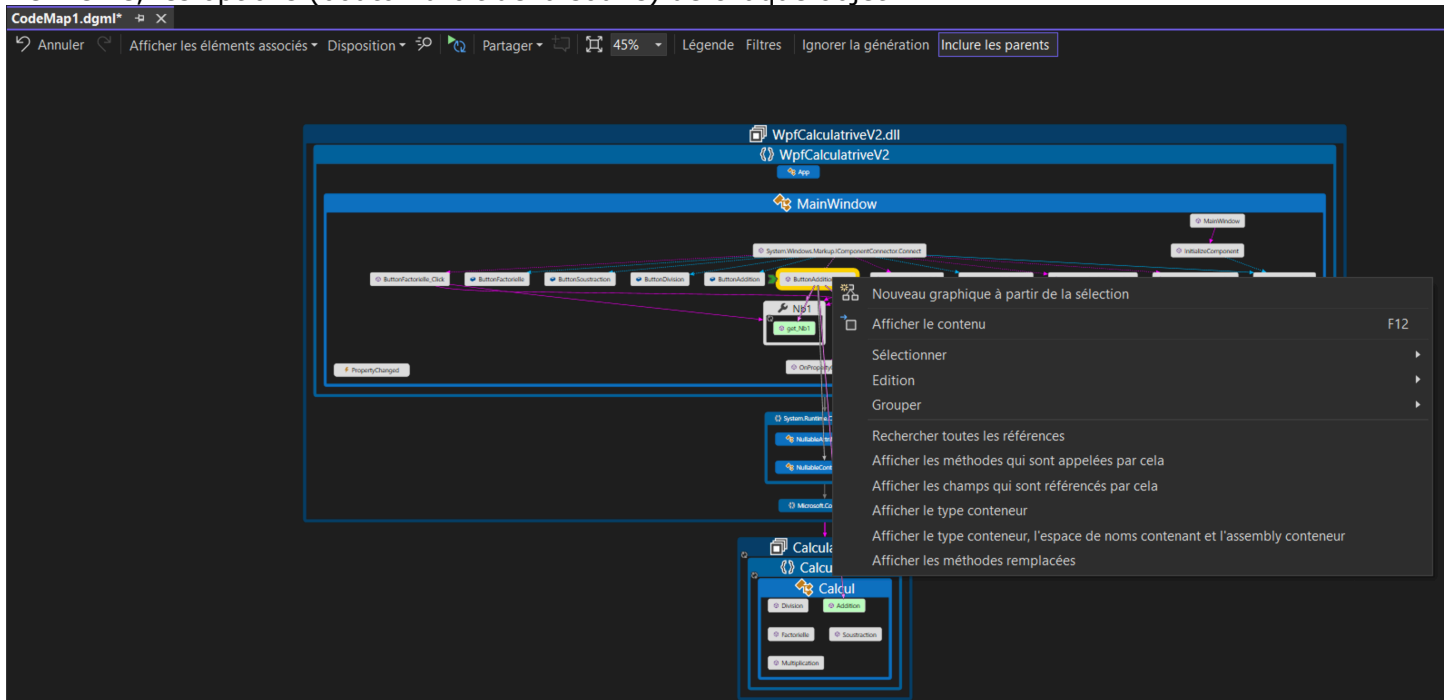 CodeMap1.dgml*
Annuler Afficher les éléments associés Disposition Partager 45% Légende Filtres Ignorer la génération Inclure les parents
WpfCalculatriveV2.dll
WpfCalculatriveV2
App
MainWindow
MainWindow
System.Windows.Markup.IComponentConnector.Connect
InitializeComponent
ButtonFactorielle_Click ButtonFactorielle ButtonSoustraction ButtonDivision ButtonAddition ButtonAddition
Nouveau graphique à partir de la sélection
Nb1
get_Nb1
Afficher le contenu F12
Sélectionner
PropertyChanged
Edition
Grouper
Rechercher toutes les références
Afficher les méthodes qui sont appelées par cela
Afficher les champs qui sont référencés par cela
Afficher le type conteneur
Afficher le type conteneur, l'espace de noms contenant et l'assembly conteneur
Afficher les méthodes remplacées
Calcul
Division Addition
Factorielle Soustraction
Multiplication